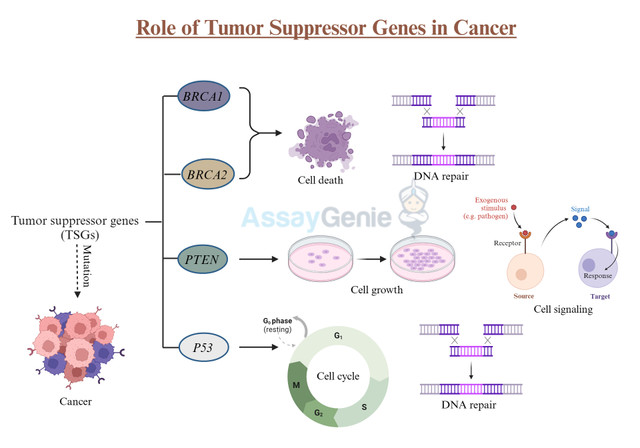 Role of Tumor Suppressor Genes in Cancer
BRCA1
BRCA2
Cell death
DNA repair
AssayGenie
Tumor suppressor genes
(TSGs)
Mutation
Cancer
PTEN
Cell growth
Exogenous
stimulus
(e.g. pathogen)
Receptor
Source
Signal
Response
Target
Cell signaling
P53
G₀ phase
(resting)
G₁
S
G₂
M
Cell cycle
DNA repair